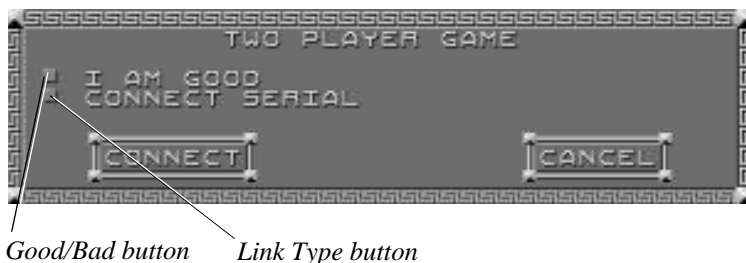 TWO PLAYER GAME
I AM GOOD
CONNECT SERIAL
CONNECT CANCEL
Good/Bad button Link Type button